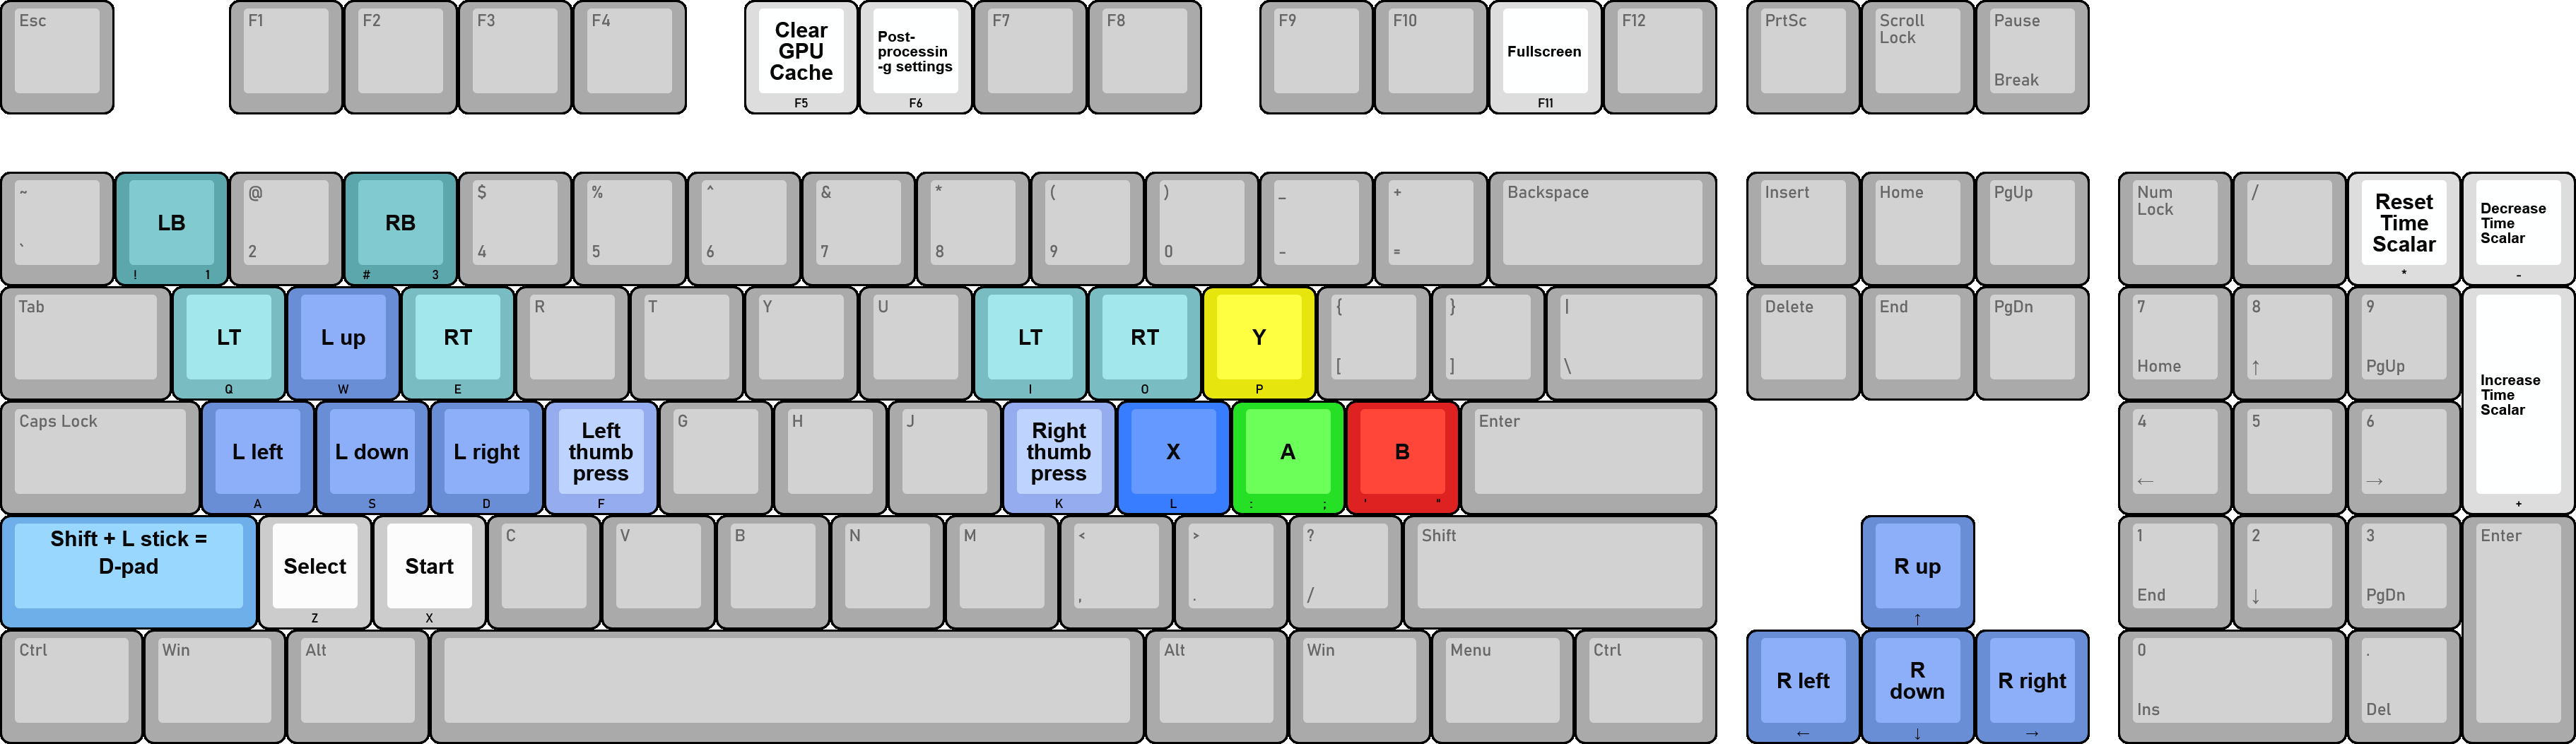 Esc
F1
F2
F3
F4
Clear
GPU
Cache
F5
Post-
processin
-g settings
F6
F7
F8
F9
F10
Fullscreen
F11
F12
PrtSc
Scroll
Lock
Pause
Break
~
`
LB
! 1
@
2
RB
# 3
$
4
%
5
^
6
&
7
*
8
(
9
)
0
_
-
+
=
Backspace
Insert
Home
PgUp
Num
Lock
/
Reset
Time
Scalar
*
Decrease
Time
Scalar
-
Tab
LT
Q
L up
W
RT
E
R
T
Y
U
LT
I
RT
O
Y
P
{
[
}
]
|
\
Delete
End
PgDn
7
Home
8
↑
9
PgUp
Increase
Time
Scalar
+
Caps Lock
L left
A
L down
S
L right
D
Left
thumb
press
F
G
H
J
Right
thumb
press
K
X
L
A
: ;
B
' "
Enter
4
←
5
6
→
Shift + L stick =
D-pad
Select
Z
Start
X
C
V
B
N
M
<
,
>
.
?
/
Shift
R up
↑
1
End
2
↓
3
PgDn
Enter
Ctrl
Win
Alt
Alt
Win
Menu
Ctrl
R left
←
R
down
↓
R right
→
0
Ins
.
Del